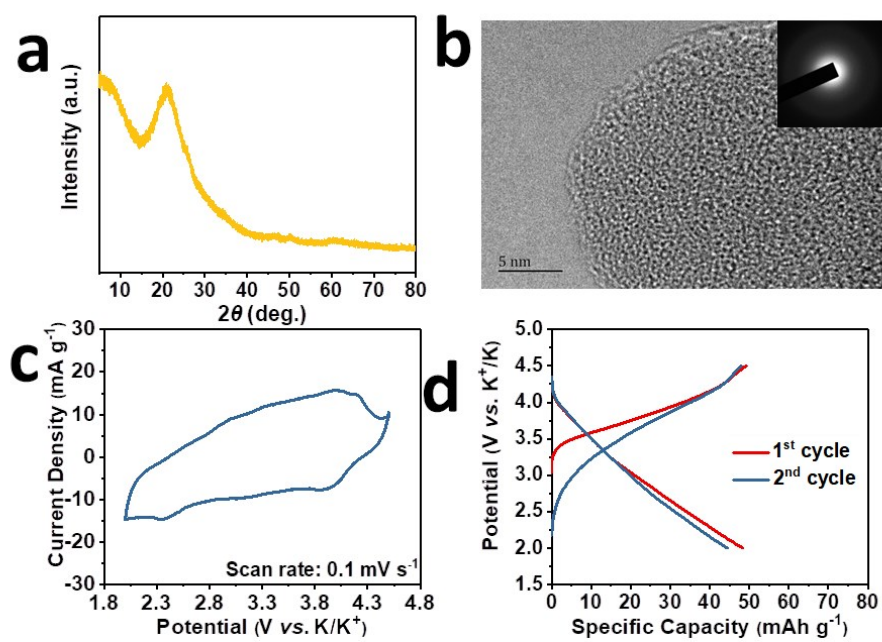 a
Intensity (a.u.)
10 20 30 40 50 60 70 80
2θ (deg.)
b
5 nm
c
Current Density (mA g⁻¹)
30
20
10
0
-10
-20
-30
Scan rate: 0.1 mV s⁻¹
1.8 2.3 2.8 3.3 3.8 4.3 4.8
Potential (V vs. K/K⁺)
d
Potential (V vs. K⁺/K)
5.0
4.5
4.0
3.5
3.0
2.5
2.0
1.5
1ˢᵗ cycle
2ⁿᵈ cycle
0 10 20 30 40 50 60 70 80
Specific Capacity (mAh g⁻¹)